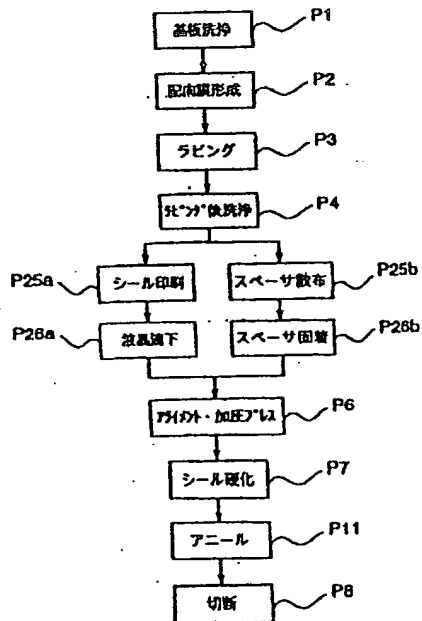 基板洗浄
P1
配向膜形成
P2
ラビング
P3
ラビング後洗浄
P4
P25a
シール印刷
スペーサ散布
P25b
P26a
液晶滴下
スペーサ固着
P26b
アライメント・加圧プレス
P6
シール硬化
P7
アニール
P11
切断
P8